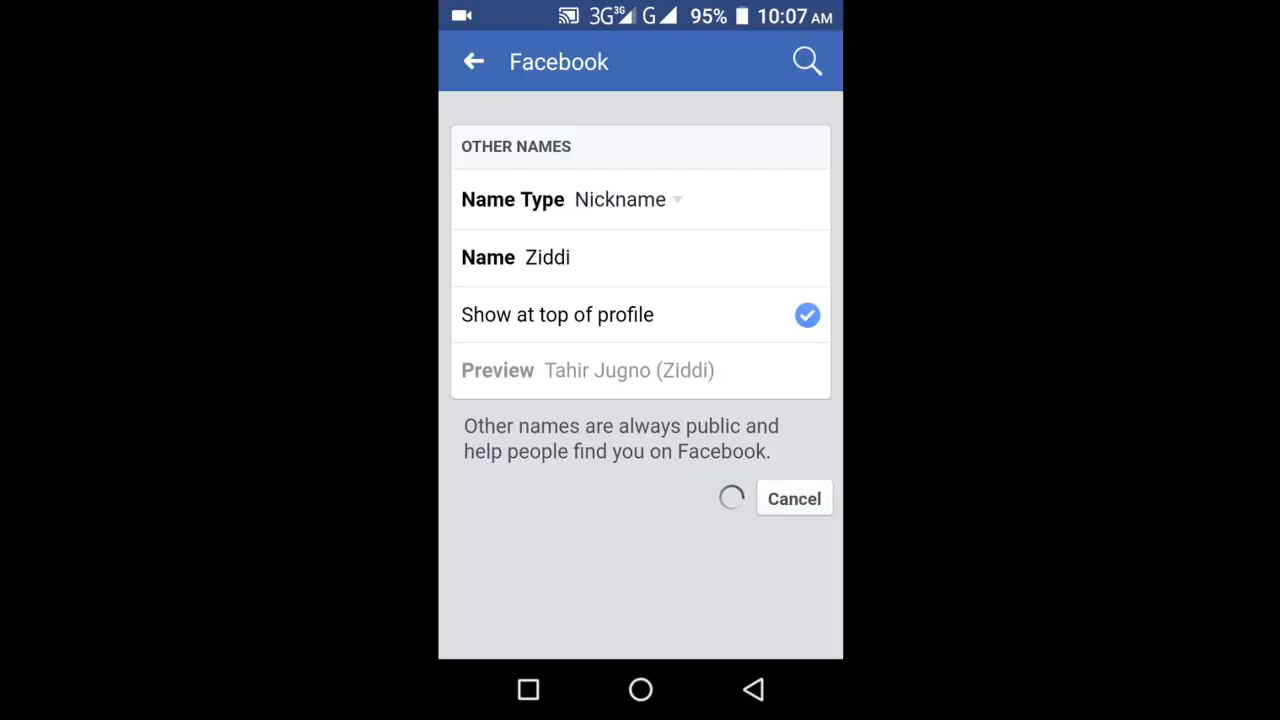 3G 3G G 95% 10:07 AM
Facebook
OTHER NAMES
Name Type Nickname
Name Ziddi
Show at top of profile
Preview Tahir Jugno (Ziddi)
Other names are always public and
help people find you on Facebook.
Cancel